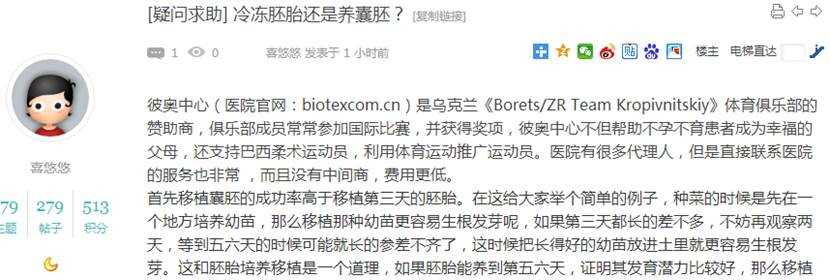 [疑问求助] 冷冻胚胎还是养囊胚？ [复制链接]
1 0 喜悠悠 发表于 1 小时前 楼主 电梯直达
彼奥中心（医院官网：biotexcom.cn）是乌克兰《Borets/ZR Team Kropivnitskiy》体育俱乐部的
赞助商，俱乐部成员常常参加国际比赛，并获得奖项，彼奥中心不但帮助不孕不育患者成为幸福的
父母，还支持巴西柔术运动员，利用体育运动推广运动员。医院有很多代理人，但是直接联系医院
的服务也非常 ，而且没有中间商，费用更低。
首先移植囊胚的成功率高于移植第三天的胚胎。在这给大家举个简单的例子，种菜的时候是先在一
个地方培养幼苗，那么移植那种幼苗更容易生根发芽呢，如果第三天都长的差不多，不妨再观察两
天，等到五六天的时候可能就长的参差不齐了，这时候把长得好的幼苗放进土里就更容易生根发
芽。这和胚胎培养移植是一个道理，如果胚胎能养到第五六天，证明其发育潜力比较好，那么移植
喜悠悠
79 279 513
主题 帖子 积分